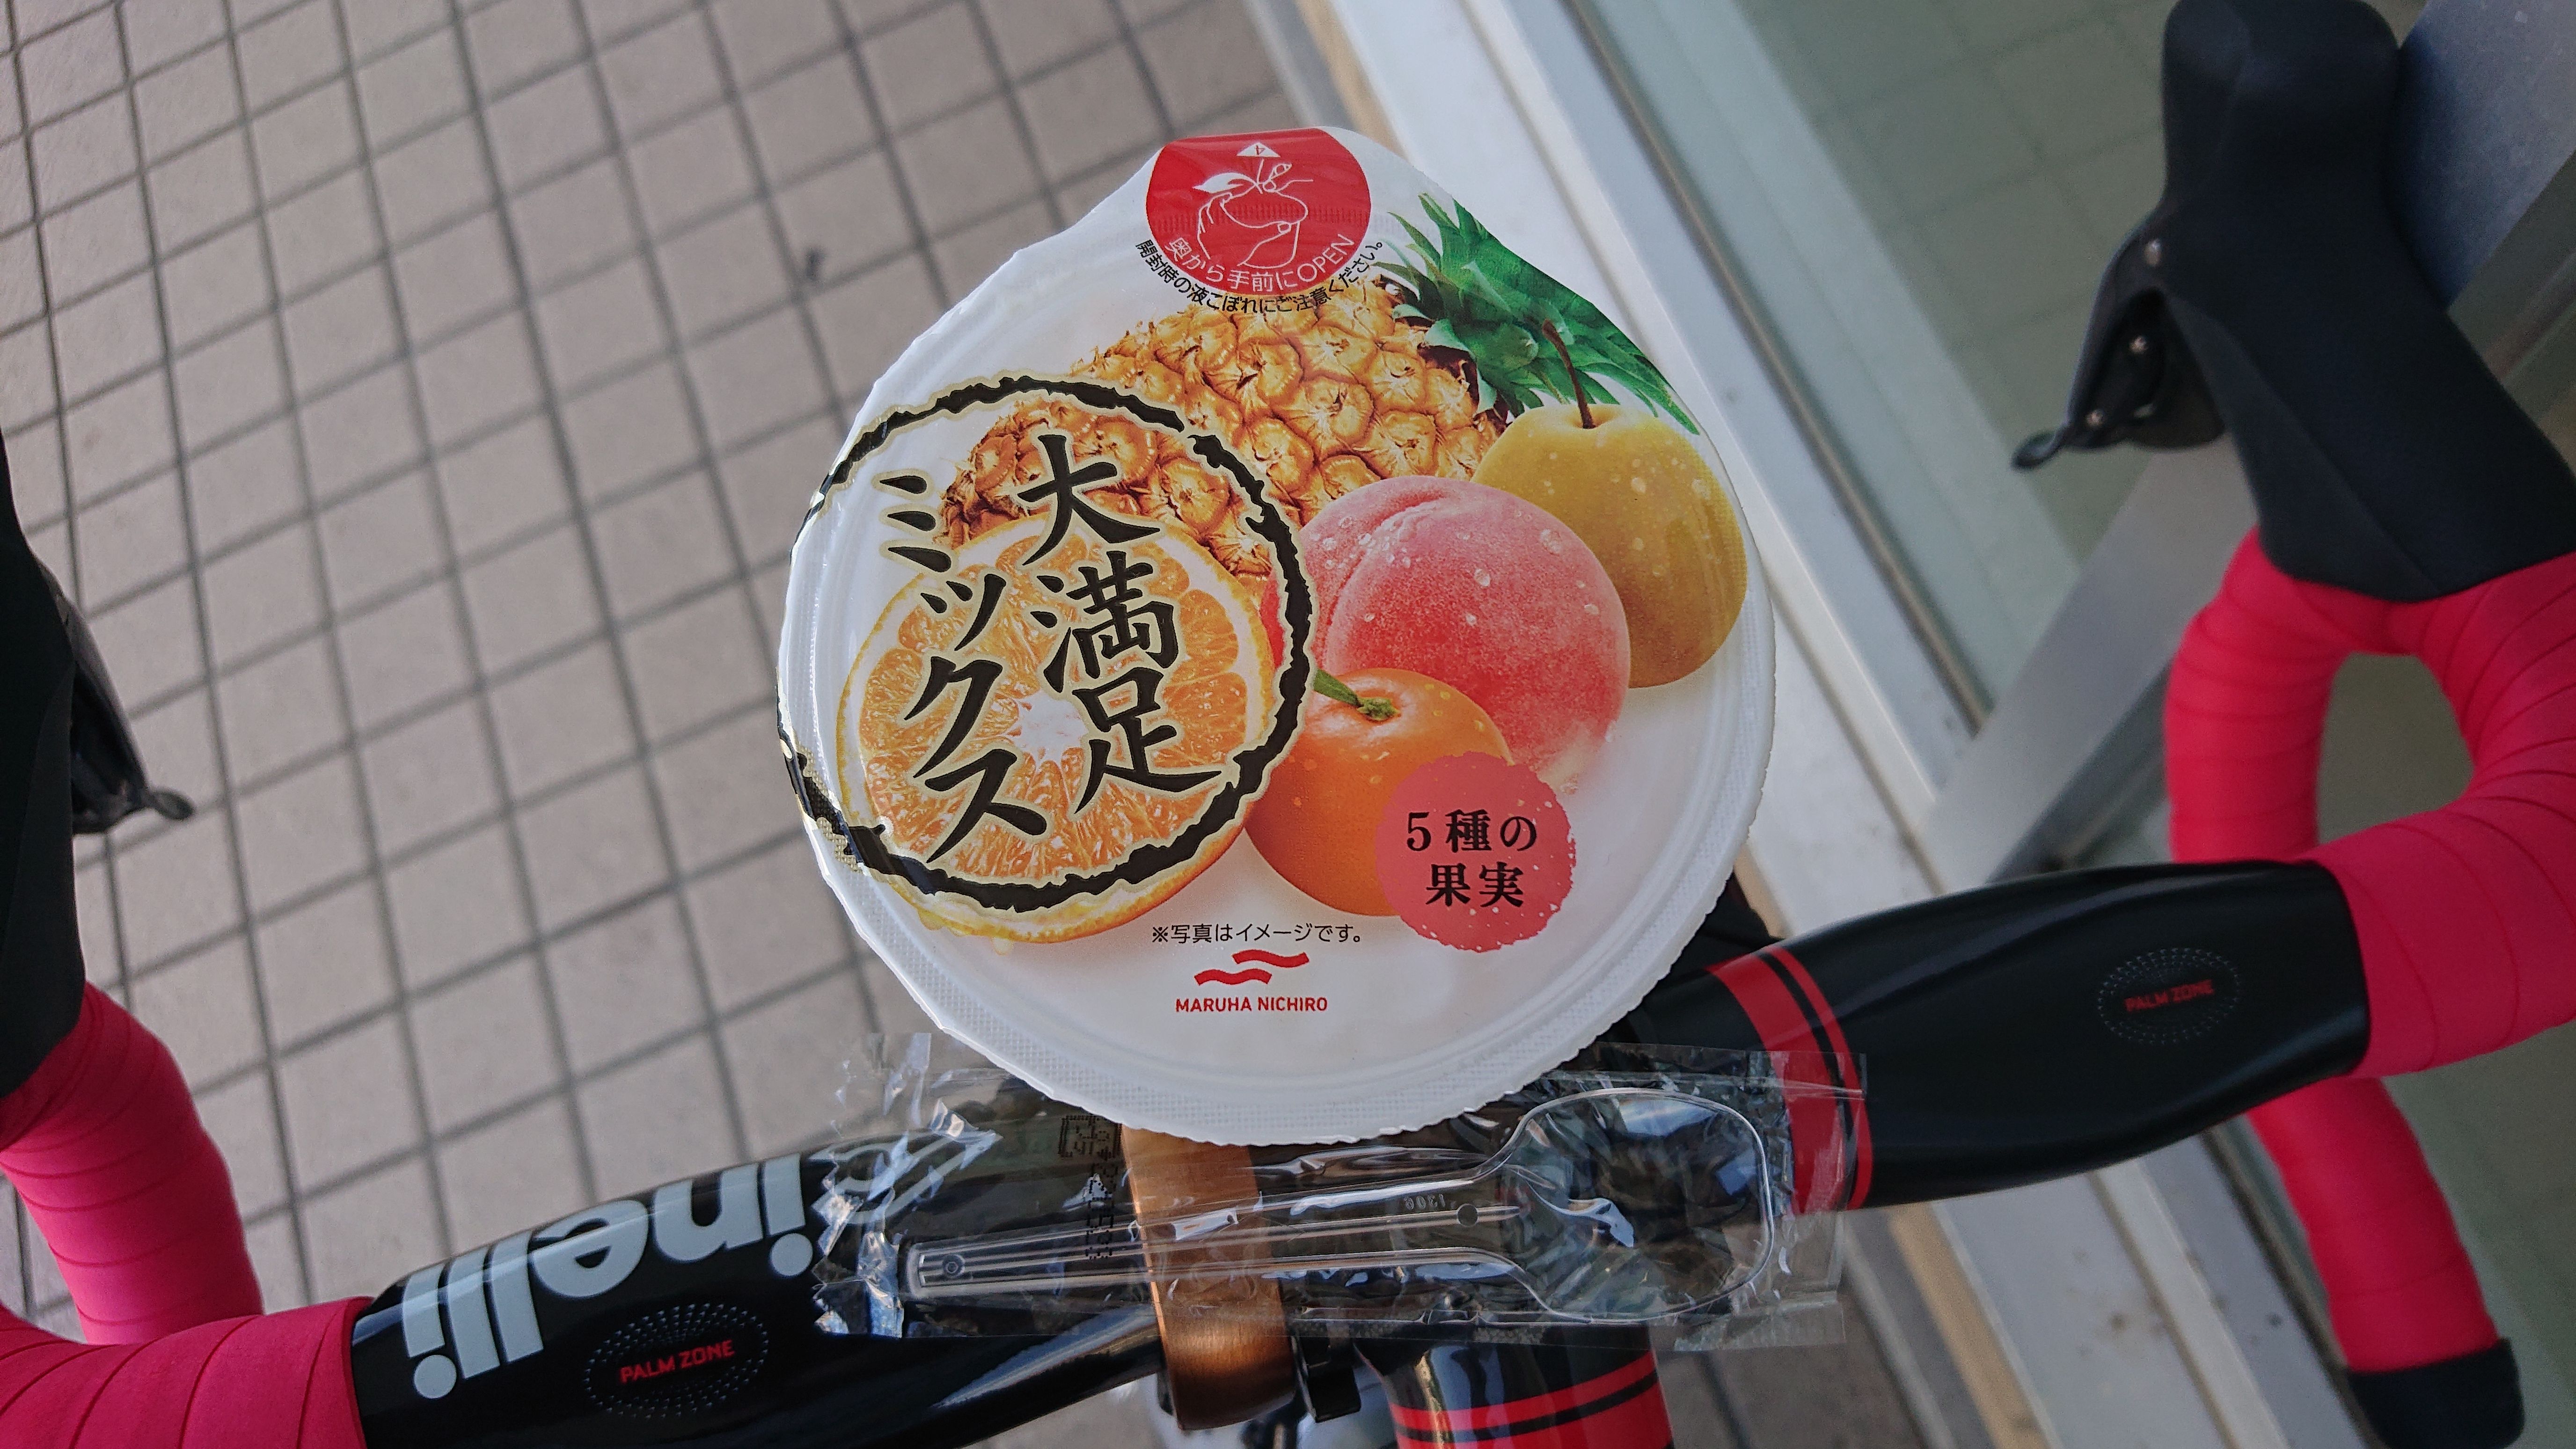 奥から手前にOPEN
開封時の液こぼれにご注意ください。
大満足
ミックス
5種の
果実
※写真はイメージです。
MARUHA NICHIRO
inelli
PALM ZONE
PALM ZONE
1306